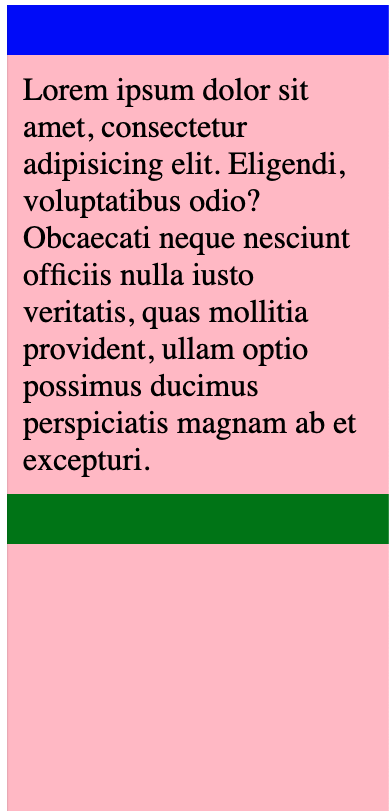 Lorem ipsum dolor sit
amet, consectetur
adipisicing elit. Eligendi,
voluptatibus odio?
Obcaecati neque nesciunt
officiis nulla iusto
veritatis, quas mollitia
provident, ullam optio
possimus ducimus
perspiciatis magnam ab et
excepturi.